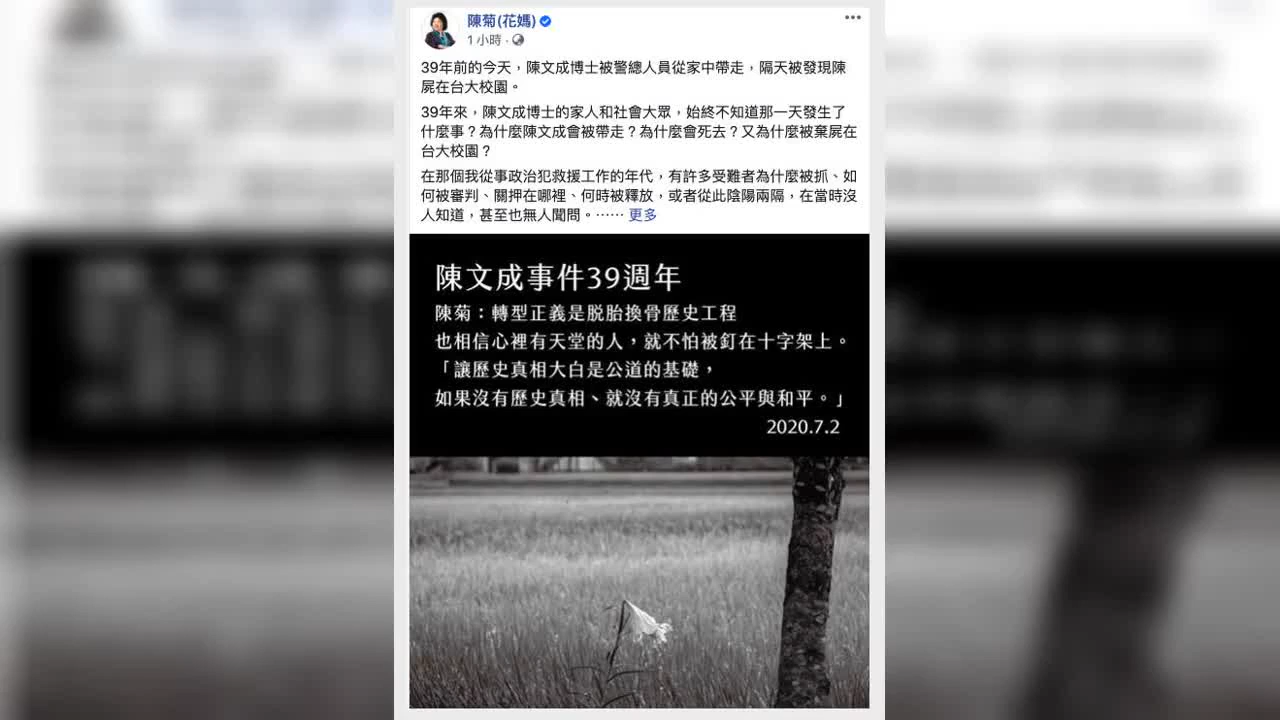 陳菊(花媽)
1 小時 ·
39年前的今天，陳文成博士被警總人員從家中帶走，隔天被發現陳
屍在台大校園。
39年來，陳文成博士的家人和社會大眾，始終不知道那一天發生了
什麼事？為什麼陳文成會被帶走？為什麼會死去？又為什麼被棄屍在
台大校園？
在那個我從事政治犯救援工作的年代，有許多受難者為什麼被抓、如
何被審判、關押在哪裡、何時被釋放，或者從此陰陽兩隔，在當時沒
人知道，甚至也無人聞問。⋯⋯ 更多
陳文成事件39週年
陳菊：轉型正義是脱胎換骨歷史工程
也相信心裡有天堂的人，就不怕被釘在十字架上。
「讓歷史真相大白是公道的基礎，
如果沒有歷史真相、就沒有真正的公平與和平。」
2020.7.2